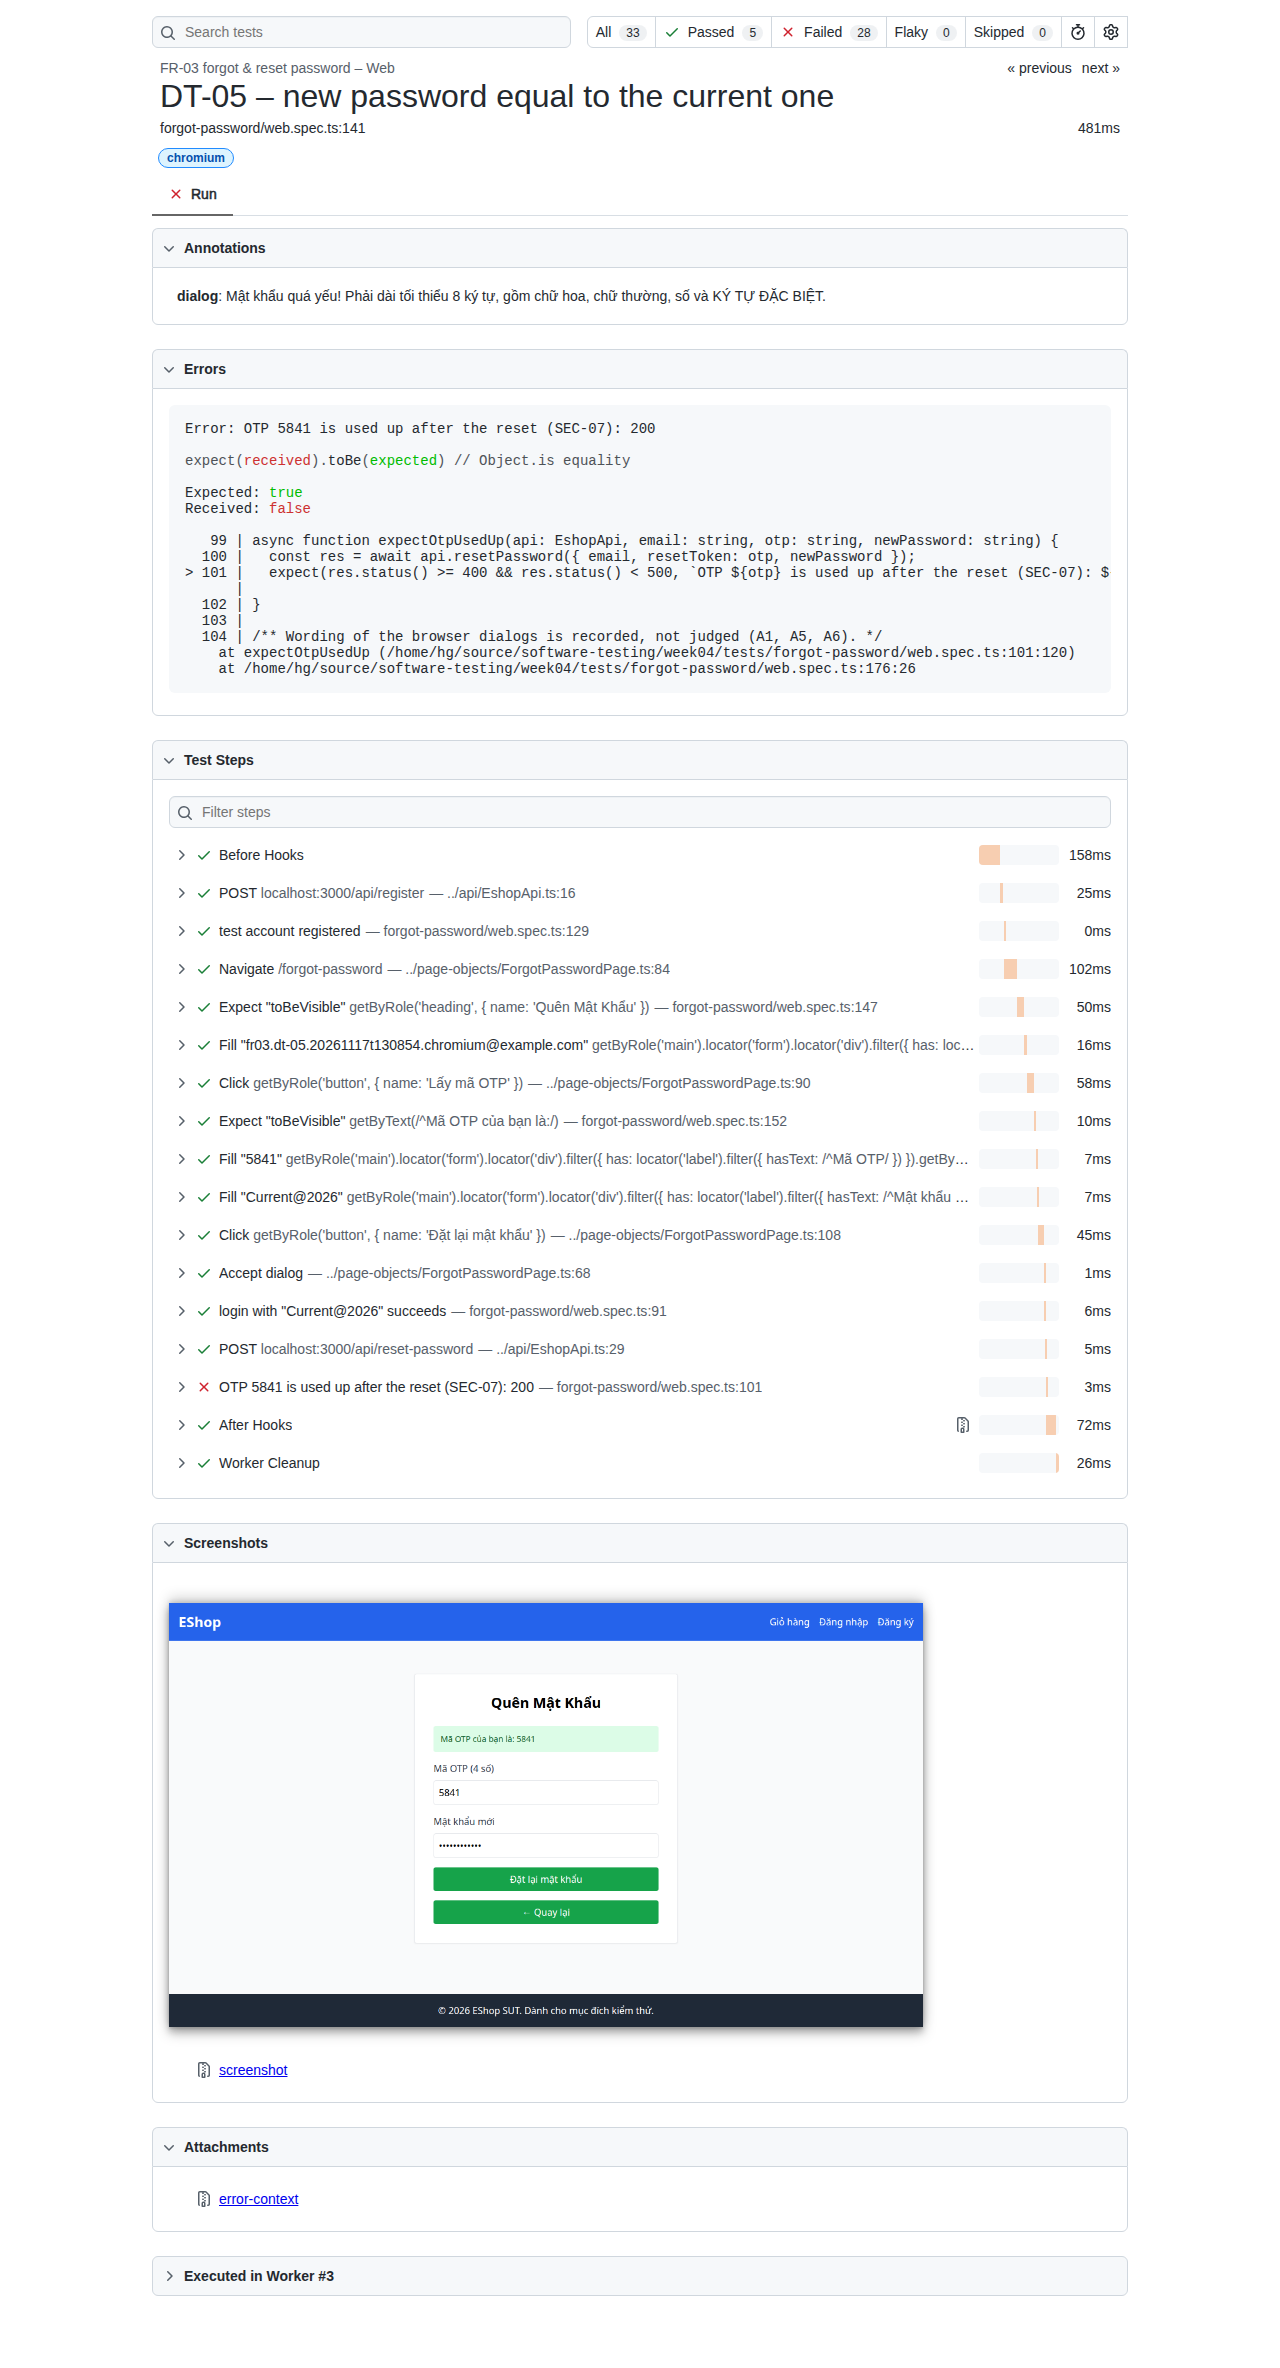 Search tests
All 33 Passed 5 Failed 28 Flaky 0 Skipped 0
FR-03 forgot & reset password – Web
« previous next »
DT-05 – new password equal to the current one
forgot-password/web.spec.ts:141
481ms
chromium
Run
Annotations
dialog: Mật khẩu quá yếu! Phải dài tối thiểu 8 ký tự, gồm chữ hoa, chữ thường, số và KÝ TỰ ĐẶC BIỆT.
Errors
Error: OTP 5841 is used up after the reset (SEC-07): 200
expect(received).toBe(expected) // Object.is equality
Expected: true
Received: false
99 | async function expectOtpUsedUp(api: EshopApi, email: string, otp: string, newPassword: string) {
100 |   const res = await api.resetPassword({ email, resetToken: otp, newPassword });
> 101 |   expect(res.status() >= 400 && res.status() < 500, `OTP ${otp} is used up after the reset (SEC-07): $
|
102 | }
103 |
104 | /** Wording of the browser dialogs is recorded, not judged (A1, A5, A6). */
at expectOtpUsedUp (/home/hg/source/software-testing/week04/tests/forgot-password/web.spec.ts:101:120)
at /home/hg/source/software-testing/week04/tests/forgot-password/web.spec.ts:176:26
Test Steps
Filter steps
Before Hooks 158ms
POST localhost:3000/api/register — ../api/EshopApi.ts:16 25ms
test account registered — forgot-password/web.spec.ts:129 0ms
Navigate /forgot-password — ../page-objects/ForgotPasswordPage.ts:84 102ms
Expect "toBeVisible" getByRole('heading', { name: 'Quên Mật Khẩu' }) — forgot-password/web.spec.ts:147 50ms
Fill "fr03.dt-05.20261117t130854.chromium@example.com" getByRole('main').locator('form').locator('div').filter({ has: loc… 16ms
Click getByRole('button', { name: 'Lấy mã OTP' }) — ../page-objects/ForgotPasswordPage.ts:90 58ms
Expect "toBeVisible" getByText(/^Mã OTP của bạn là:/) — forgot-password/web.spec.ts:152 10ms
Fill "5841" getByRole('main').locator('form').locator('div').filter({ has: locator('label').filter({ hasText: /^Mã OTP/ }) }).getBy… 7ms
Fill "Current@2026" getByRole('main').locator('form').locator('div').filter({ has: locator('label').filter({ hasText: /^Mật khẩu … 7ms
Click getByRole('button', { name: 'Đặt lại mật khẩu' }) — ../page-objects/ForgotPasswordPage.ts:108 45ms
Accept dialog — ../page-objects/ForgotPasswordPage.ts:68 1ms
login with "Current@2026" succeeds — forgot-password/web.spec.ts:91 6ms
POST localhost:3000/api/reset-password — ../api/EshopApi.ts:29 5ms
OTP 5841 is used up after the reset (SEC-07): 200 — forgot-password/web.spec.ts:101 3ms
After Hooks 72ms
Worker Cleanup 26ms
Screenshots
EShop Giỏ hàng Đăng nhập Đăng ký
Quên Mật Khẩu
Mã OTP của bạn là: 5841
Mã OTP (4 số)
5841
Mật khẩu mới
••••••••••••
Đặt lại mật khẩu
← Quay lại
© 2026 EShop SUT. Dành cho mục đích kiểm thử.
screenshot
Attachments
error-context
Executed in Worker #3